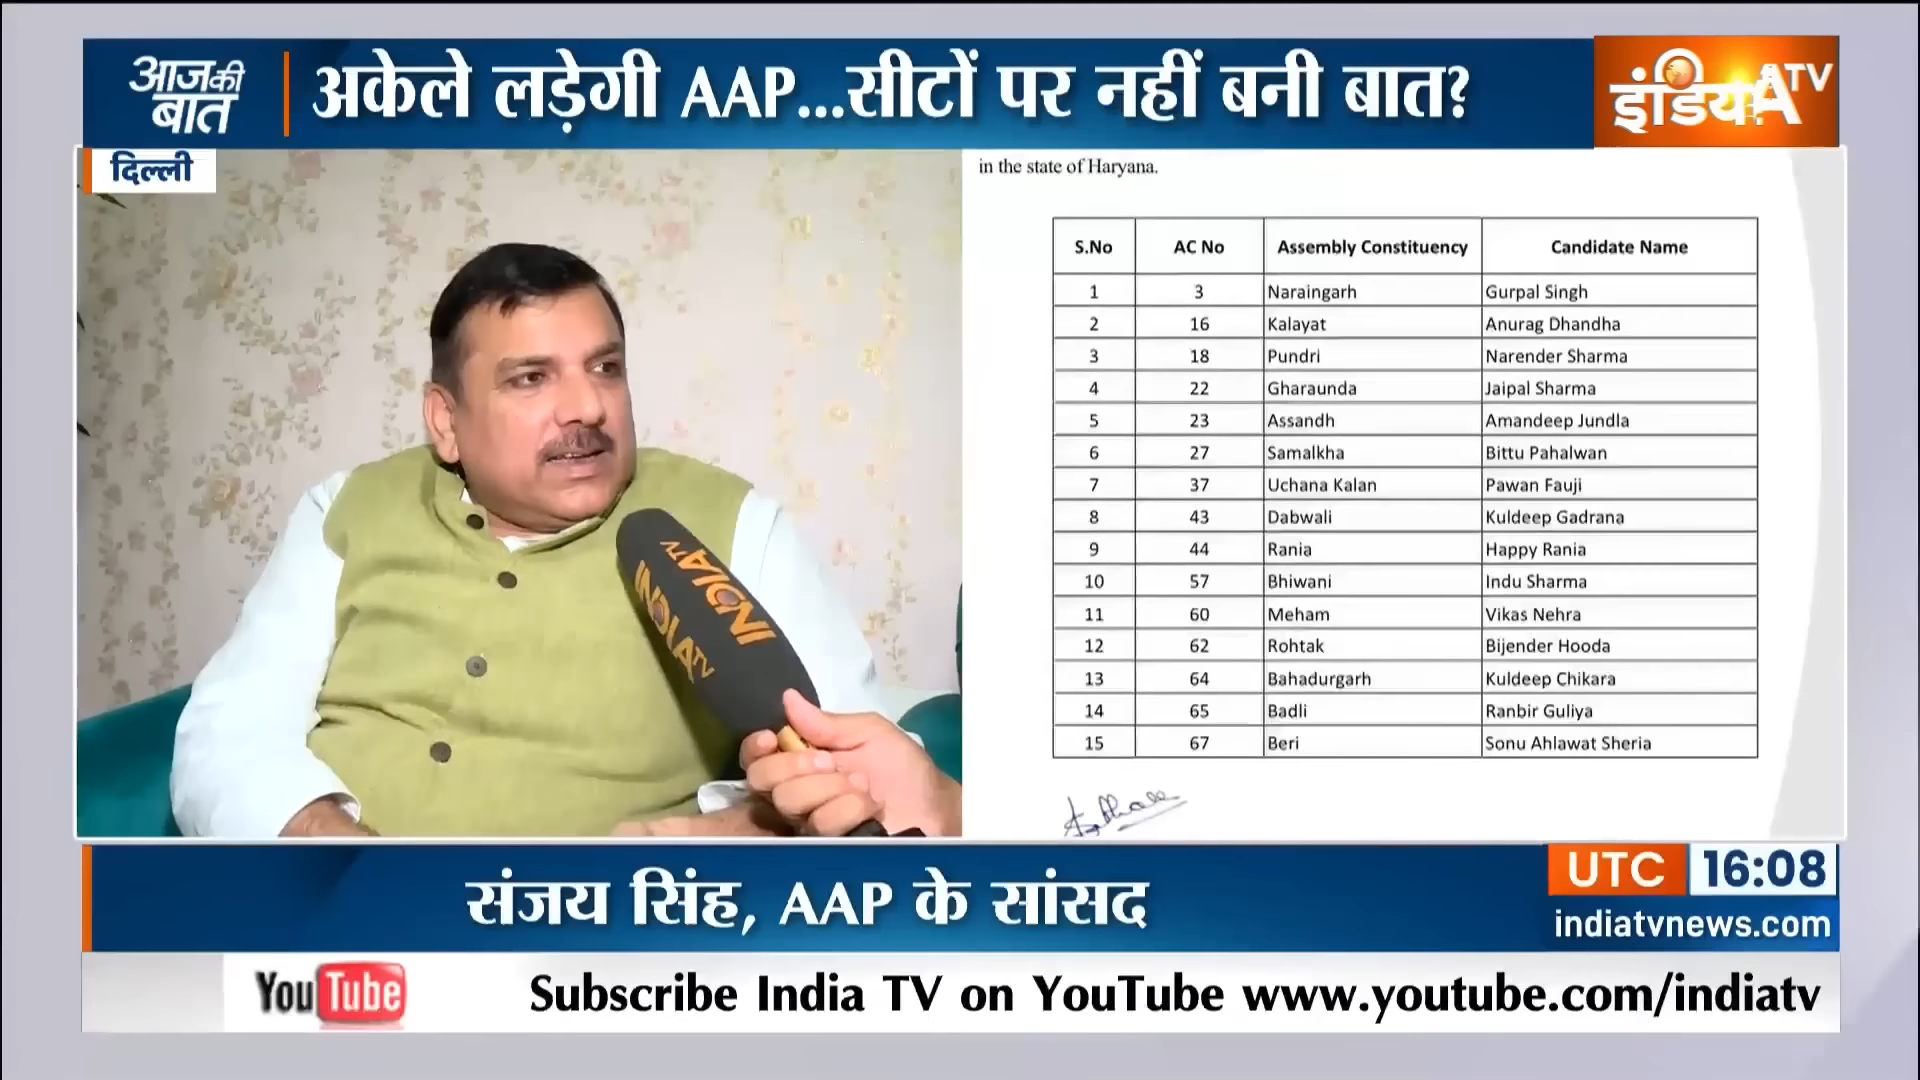 आज की
बात
अकेले लड़ेगी AAP...सीटों पर नहीं बनी बात?
इंडिया TV
दिल्ली
in the state of Haryana.
S.No AC No Assembly Constituency Candidate Name
1 3 Naraingarh Gurpal Singh
2 16 Kalayat Anurag Dhandha
3 18 Pundri Narender Sharma
4 22 Gharaunda Jaipal Sharma
5 23 Assandh Amandeep Jundla
6 27 Samalkha Bittu Pahalwan
7 37 Uchana Kalan Pawan Fauji
8 43 Dabwali Kuldeep Gadrana
9 44 Rania Happy Rania
10 57 Bhiwani Indu Sharma
11 60 Meham Vikas Nehra
12 62 Rohtak Bijender Hooda
13 64 Bahadurgarh Kuldeep Chikara
14 65 Badli Ranbir Guliya
15 67 Beri Sonu Ahlawat Sheria
INDIA TV
INDIA TV
संजय सिंह, AAP के सांसद
UTC 16:08
indiatvnews.com
YouTube
Subscribe India TV on YouTube www.youtube.com/indiatv